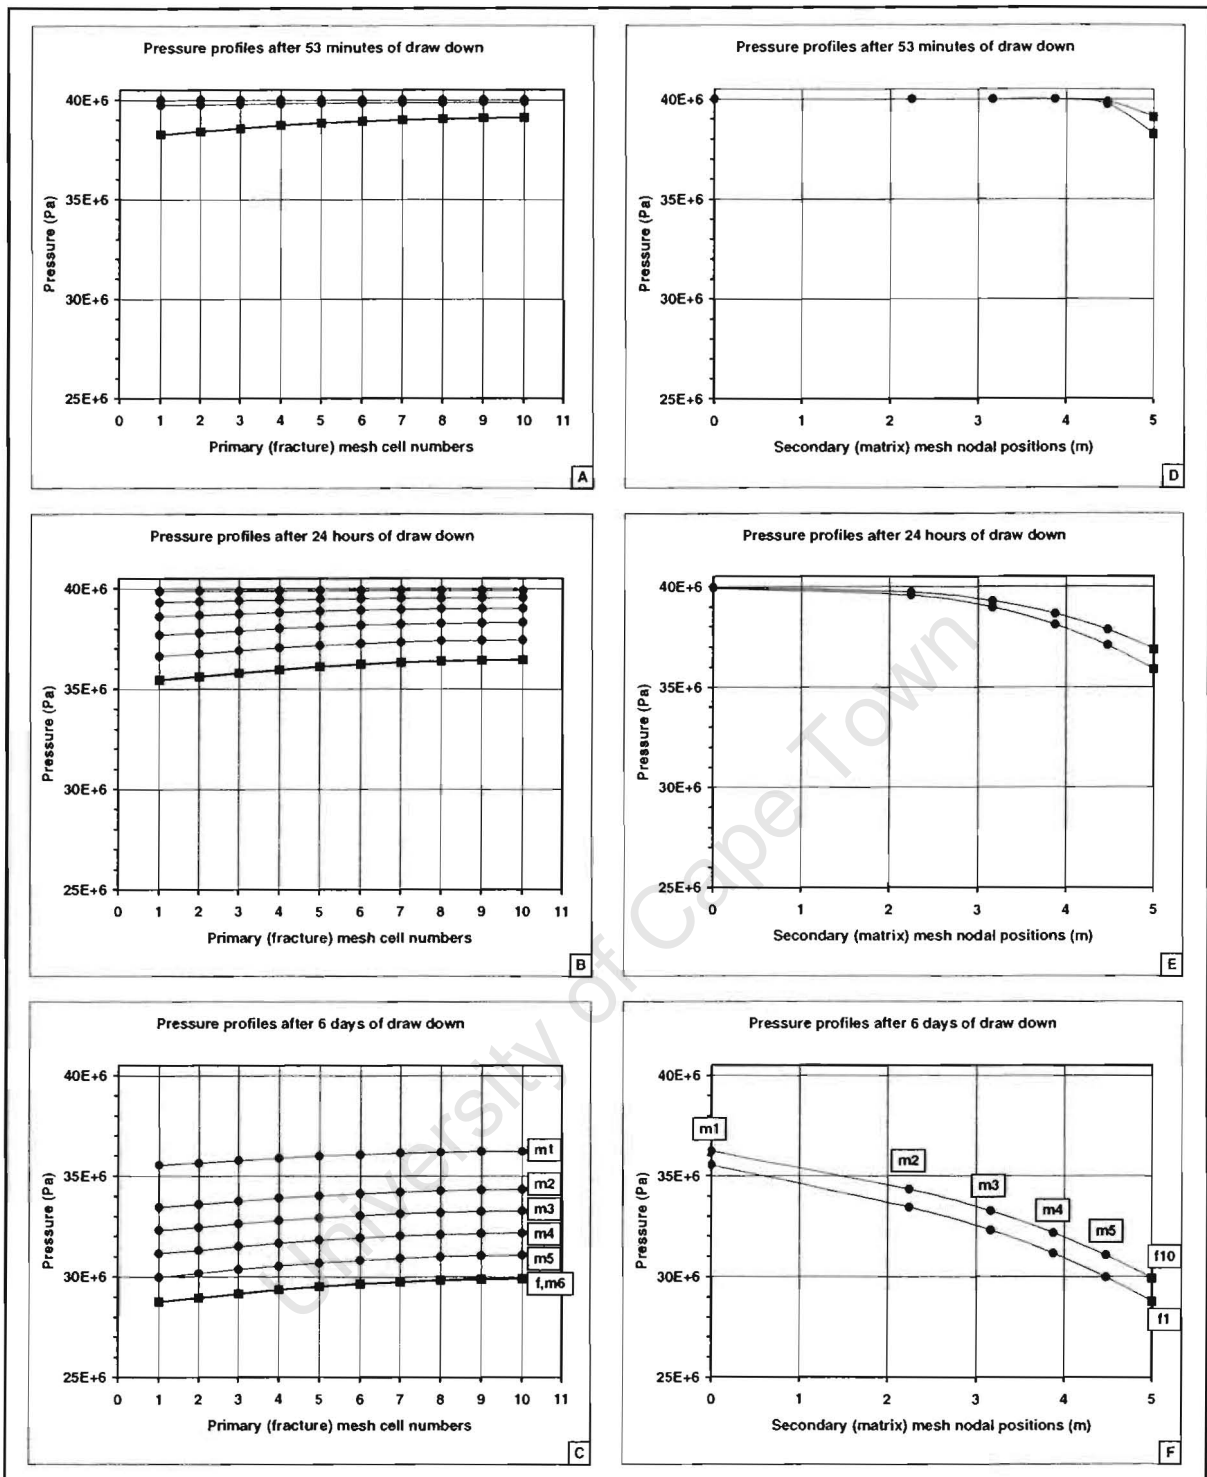 Pressure profiles after 53 minutes of draw down
40E+6
35E+6
30E+6
25E+6
Pressure (Pa)
0 1 2 3 4 5 6 7 8 9 10 11
Primary (fracture) mesh cell numbers
A
Pressure profiles after 53 minutes of draw down
40E+6
35E+6
30E+6
25E+6
Pressure (Pa)
0 1 2 3 4 5
Secondary (matrix) mesh nodal positions (m)
D
Pressure profiles after 24 hours of draw down
40E+6
35E+6
30E+6
25E+6
Pressure (Pa)
0 1 2 3 4 5 6 7 8 9 10 11
Primary (fracture) mesh cell numbers
B
Pressure profiles after 24 hours of draw down
40E+6
35E+6
30E+6
25E+6
Pressure (Pa)
0 1 2 3 4 5
Secondary (matrix) mesh nodal positions (m)
E
Pressure profiles after 6 days of draw down
40E+6
35E+6
30E+6
25E+6
Pressure (Pa)
m1
m2
m3
m4
m5
f,m6
0 1 2 3 4 5 6 7 8 9 10 11
Primary (fracture) mesh cell numbers
C
Pressure profiles after 6 days of draw down
40E+6
35E+6
30E+6
25E+6
Pressure (Pa)
m1
m2
m3
m4
m5
f10
f1
0 1 2 3 4 5
Secondary (matrix) mesh nodal positions (m)
F
University of Cape Town